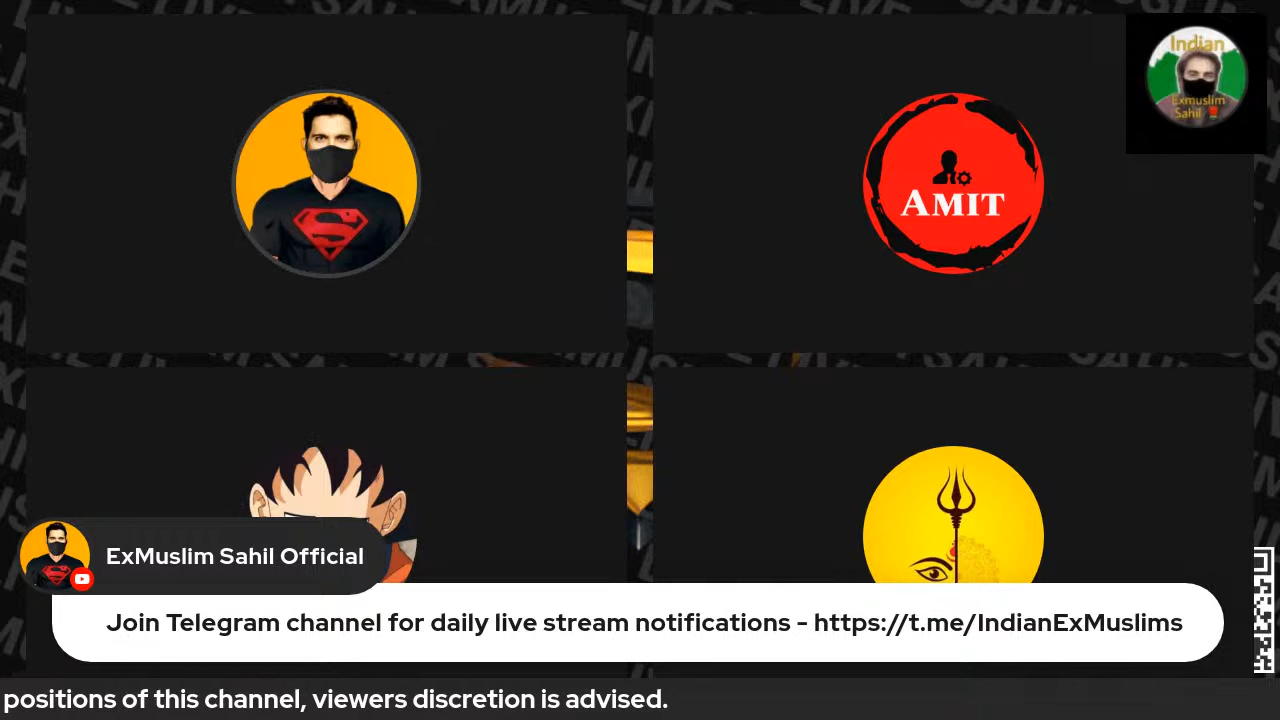 Indian
Exmuslim
Sahil
AMIT
ExMuslim Sahil Official
Join Telegram channel for daily live stream notifications - https://t.me/IndianExMuslims
positions of this channel, viewers discretion is advised.